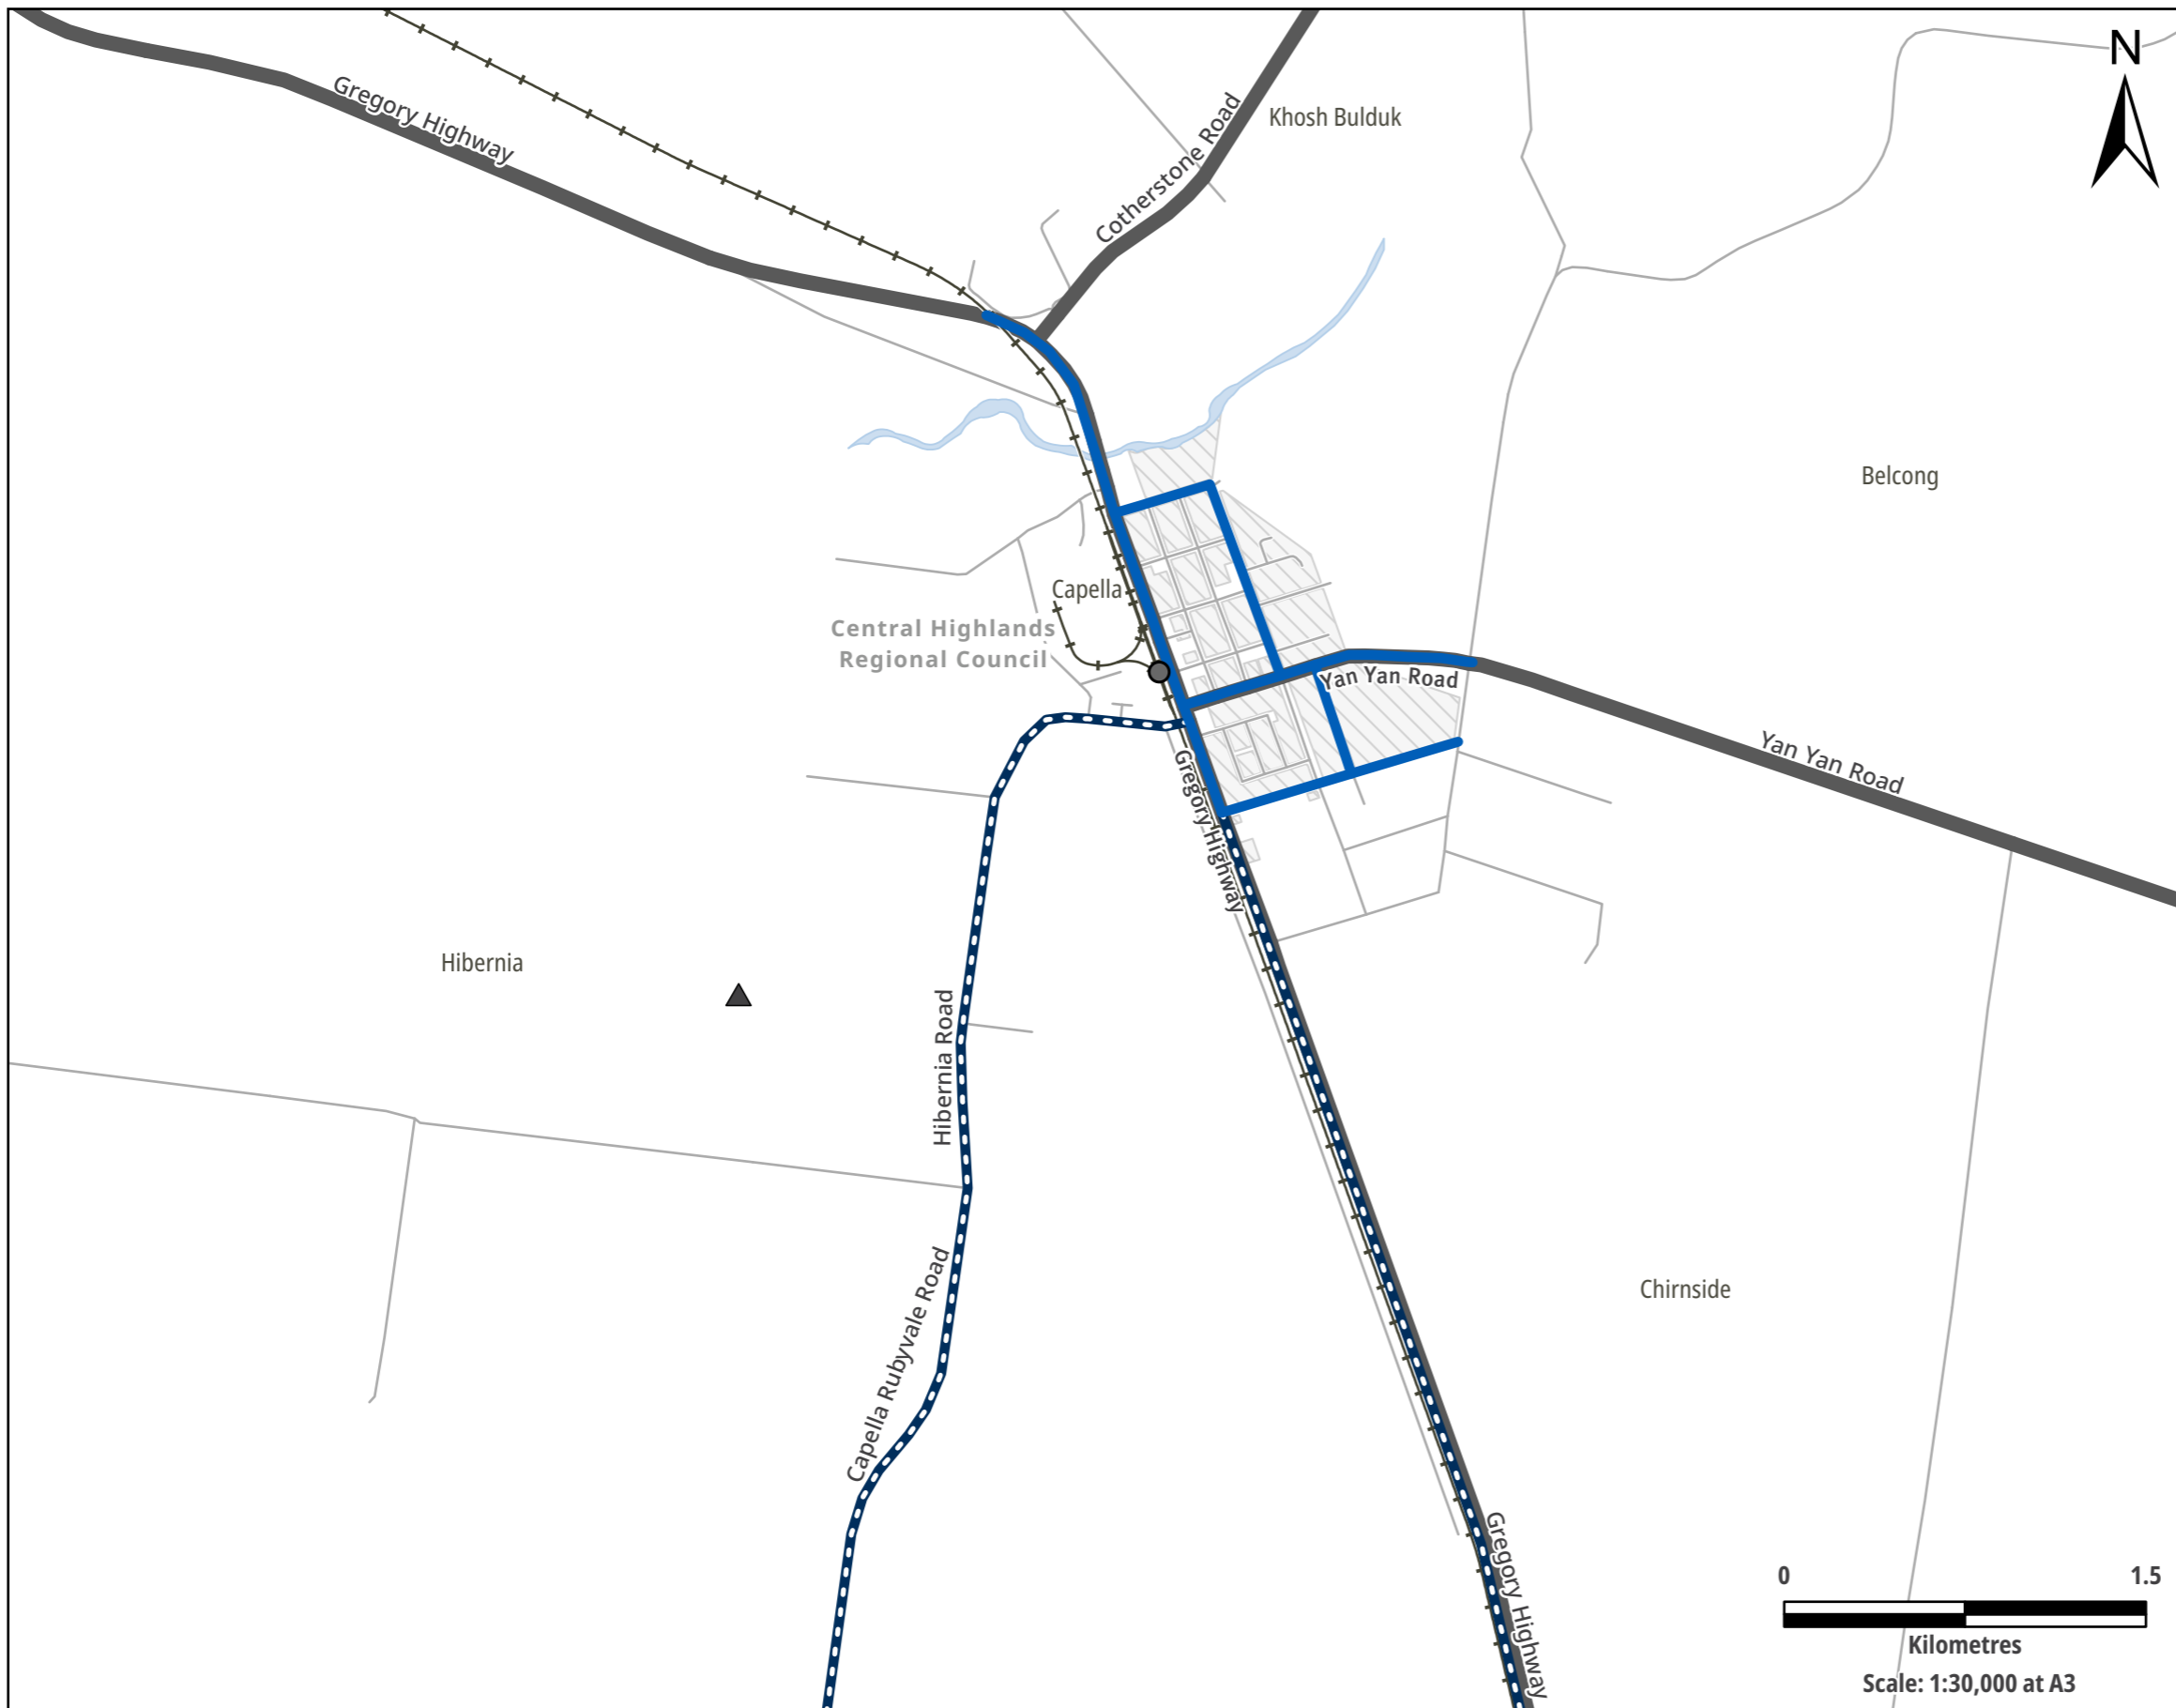 N
Gregory Highway
Cotherstone Road
Khosh Bulduk
Belcong
Capella
Central Highlands
Regional Council
Yan Yan Road
Yan Yan Road
Gregory Highway
Hibernia
Hibernia Road
Capella Rubyvale Road
Chirnside
Gregory Highway
0 1.5
Kilometres
Scale: 1:30,000 at A3